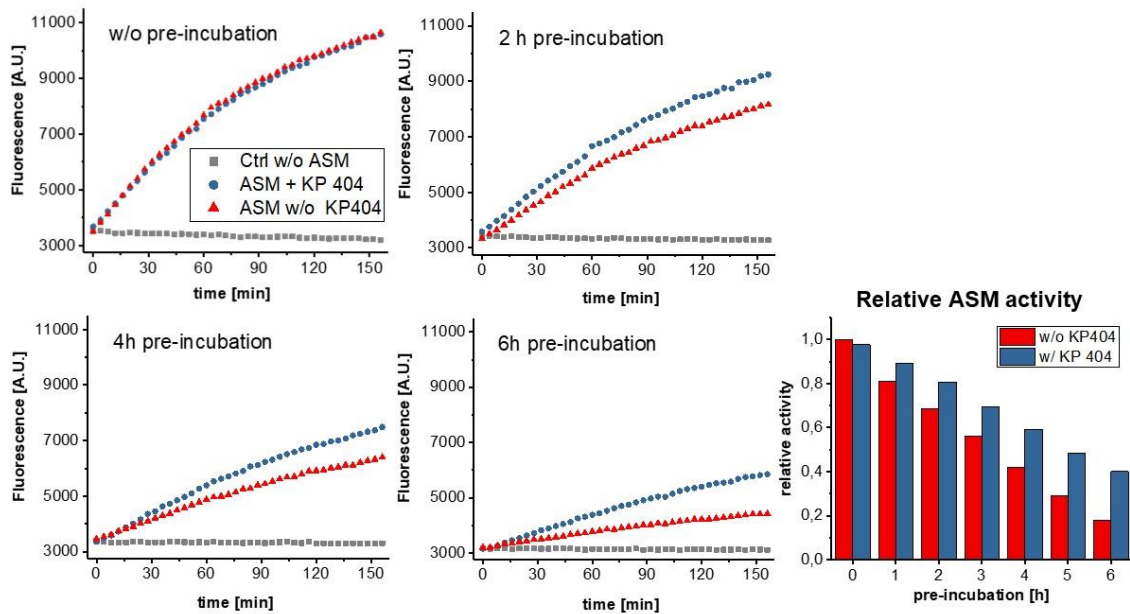 w/o pre-incubation
11000
9000
7000
5000
3000
Fluorescence [A.U.]
Ctrl w/o ASM
ASM + KP 404
ASM w/o KP404
0 30 60 90 120 150
time [min]
2 h pre-incubation
11000
9000
7000
5000
3000
Fluorescence [A.U.]
0 30 60 90 120 150
time [min]
4h pre-incubation
11000
9000
7000
5000
3000
Fluorescence [A.U.]
0 30 60 90 120 150
time [min]
6h pre-incubation
11000
9000
7000
5000
3000
Fluorescence [A.U.]
0 30 60 90 120 150
time [min]
Relative ASM activity
w/o KP404
w/ KP 404
1,0
0,8
0,6
0,4
0,2
0,0
relative activity
0 1 2 3 4 5 6
pre-incubation [h]